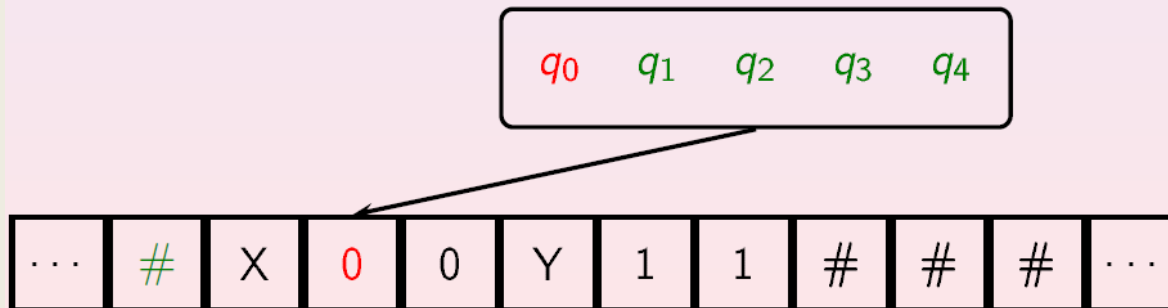 q₀ q₁ q₂ q₃ q₄
··· # X 0 0 Y 1 1 # # # ···